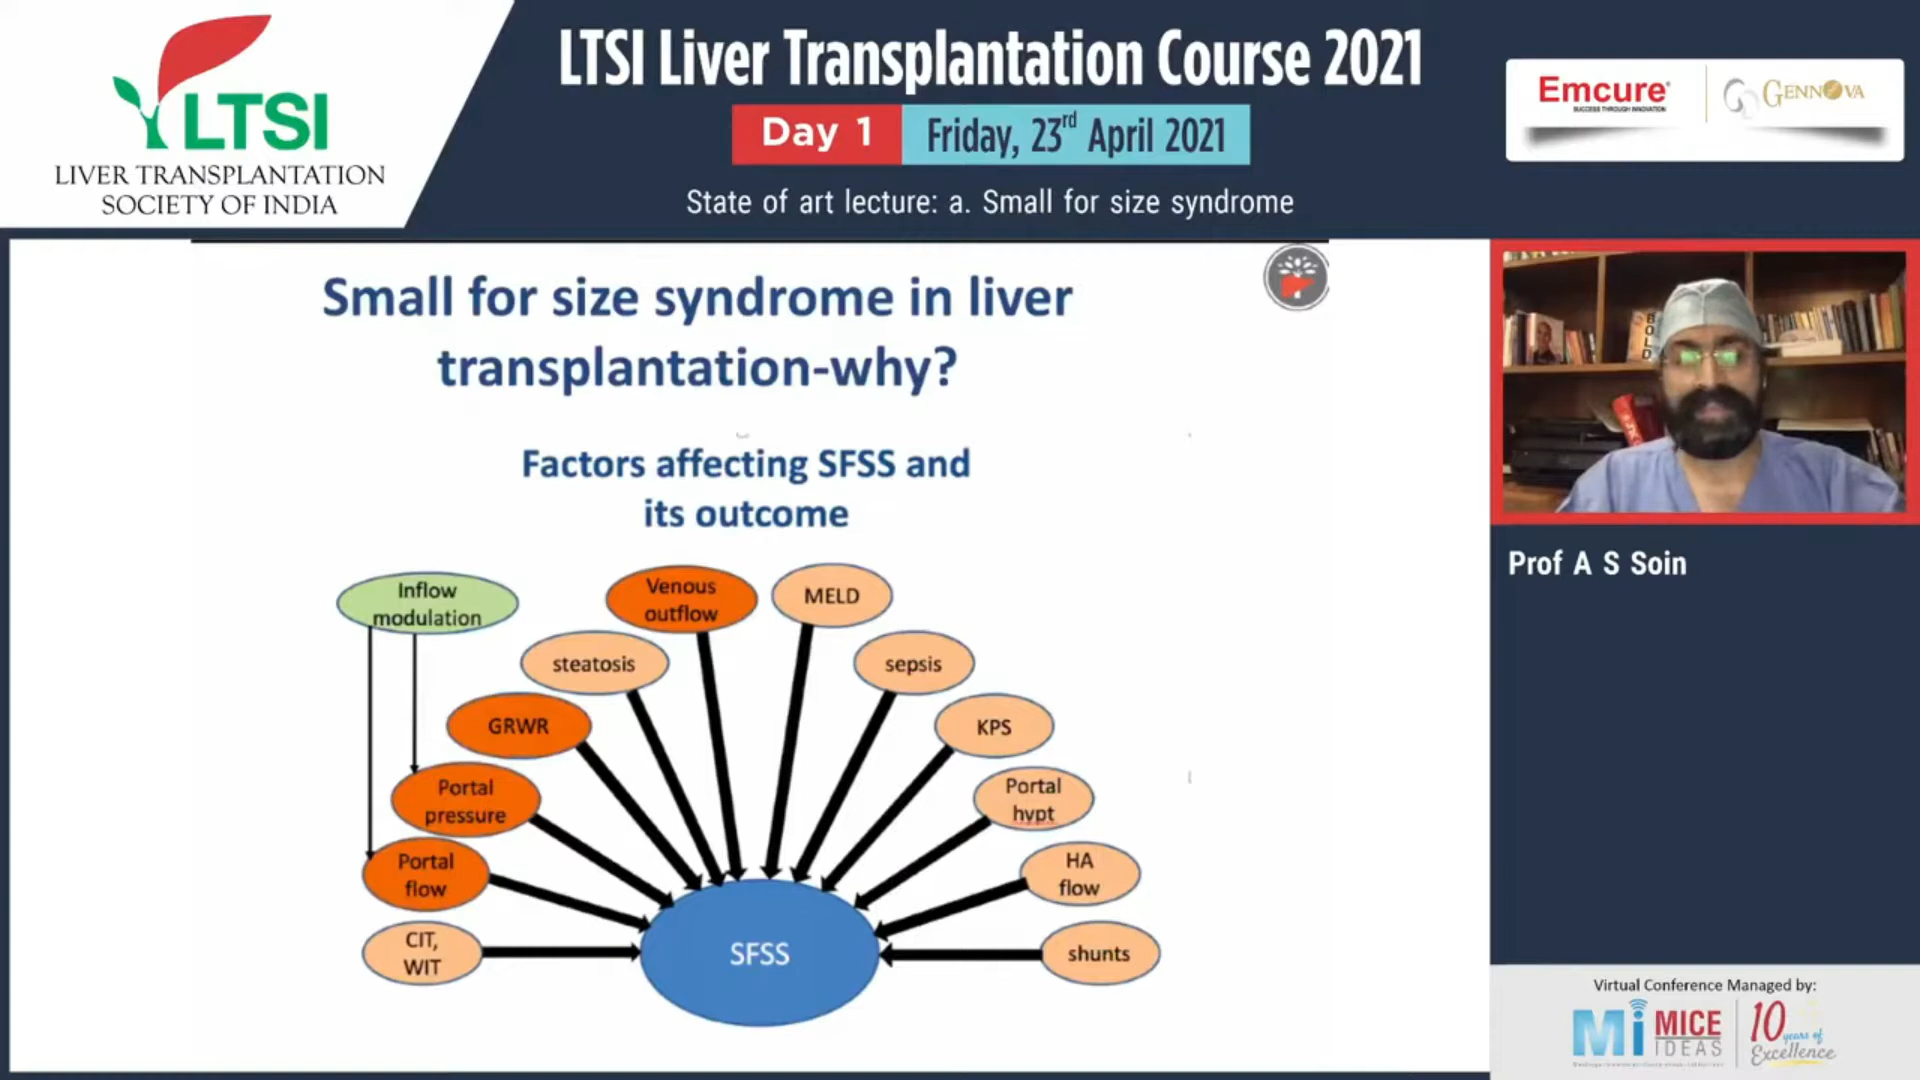 LTSI
LIVER TRANSPLANTATION
SOCIETY OF INDIA
LTSI Liver Transplantation Course 2021
Day 1
Friday, 23rd April 2021
State of art lecture: a. Small for size syndrome
Emcure
SUCCESS THROUGH INNOVATION
GENNOVA
Small for size syndrome in liver
transplantation-why?
Factors affecting SFSS and
its outcome
Inflow
modulation
Venous
outflow
MELD
steatosis
sepsis
GRWR
KPS
Portal
pressure
Portal
hypt
Portal
flow
HA
flow
CIT,
WIT
SFSS
shunts
BOLD
Prof A S Soin
Virtual Conference Managed by:
Mi
MICE
IDEAS
10
years of
Excellence